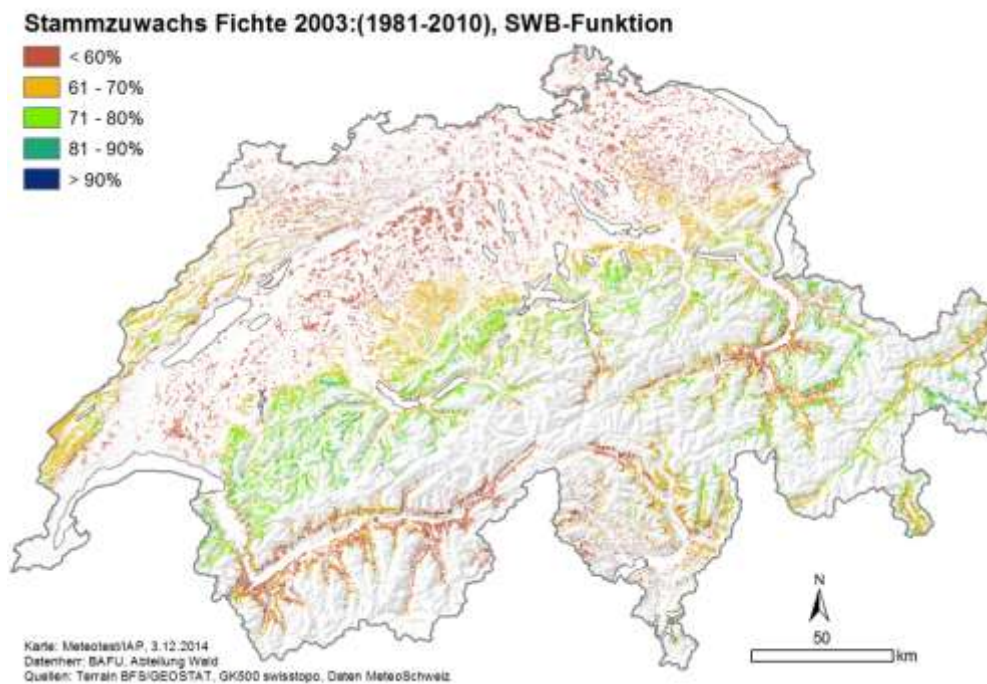 Stammzuwachs Fichte 2003:(1981-2010), SWB-Funktion
< 60%
61 - 70%
71 - 80%
81 - 90%
> 90%
N
50
km
Karte: Meteotest/IAP, 3.12.2014
Datenherr: BAFU, Abteilung Wald
Quellen: Terrain BFS/GEOSTAT, GK500 swisstopo, Daten MeteoSchweiz